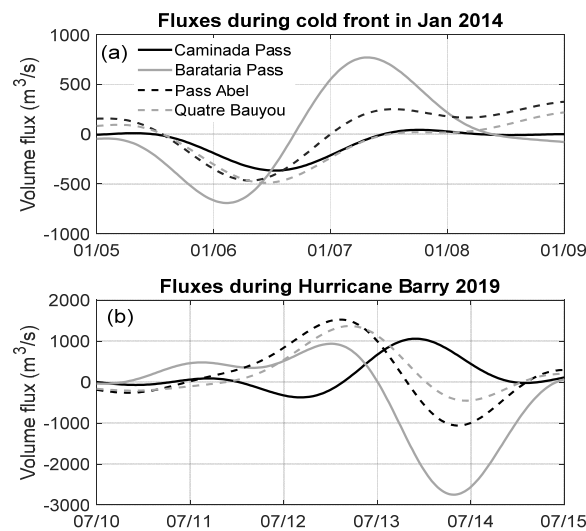 Fluxes during cold front in Jan 2014
(a)
Caminada Pass
Barataria Pass
Pass Abel
Quatre Bauyou
Volume flux (m³/s)
1000
500
0
-500
-1000
01/05 01/06 01/07 01/08 01/09
Fluxes during Hurricane Barry 2019
(b)
Volume flux (m³/s)
2000
1000
0
-1000
-2000
-3000
07/10 07/11 07/12 07/13 07/14 07/15